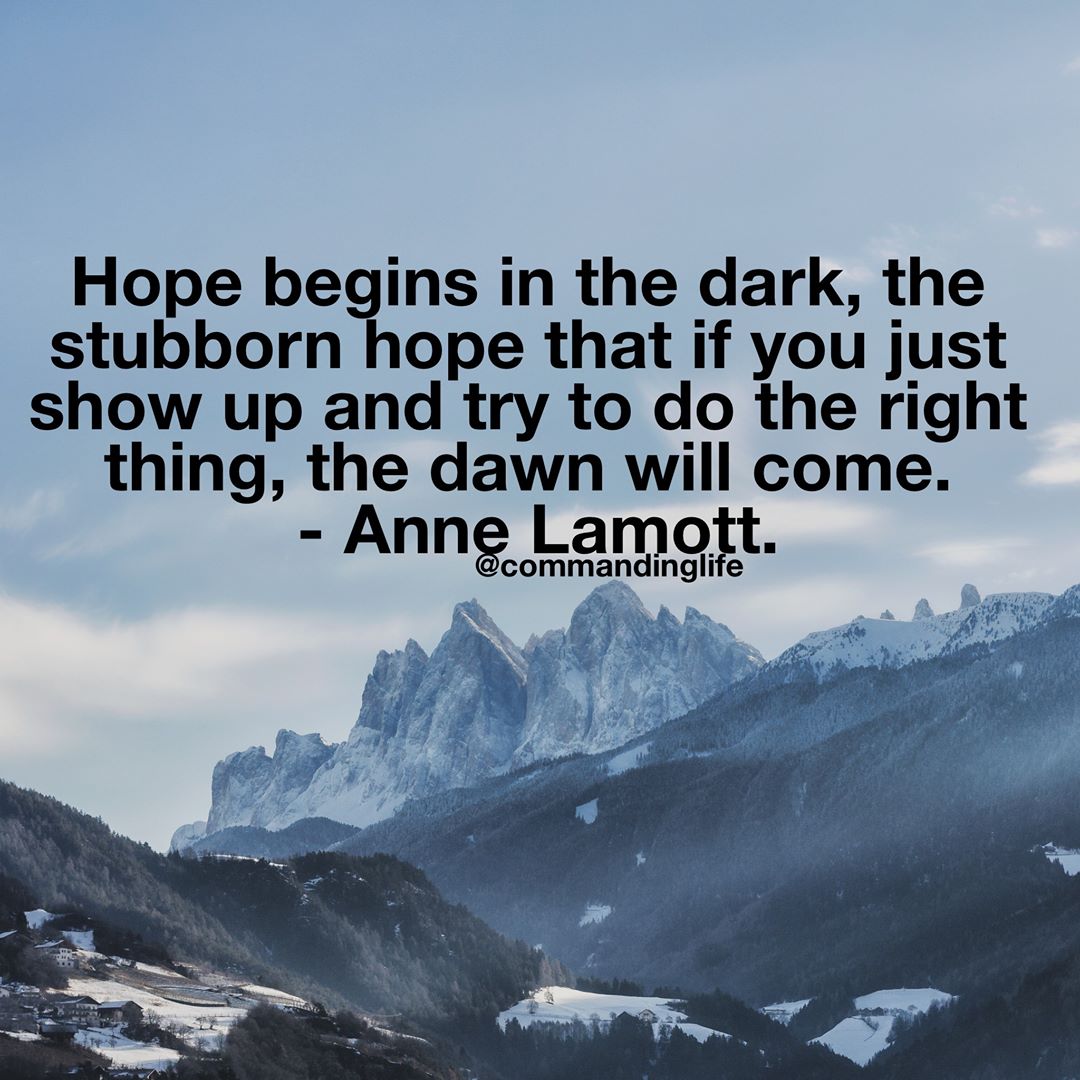 Hope begins in the dark, the
stubborn hope that if you just
show up and try to do the right
thing, the dawn will come.
- Anne Lamott.
@commandinglife